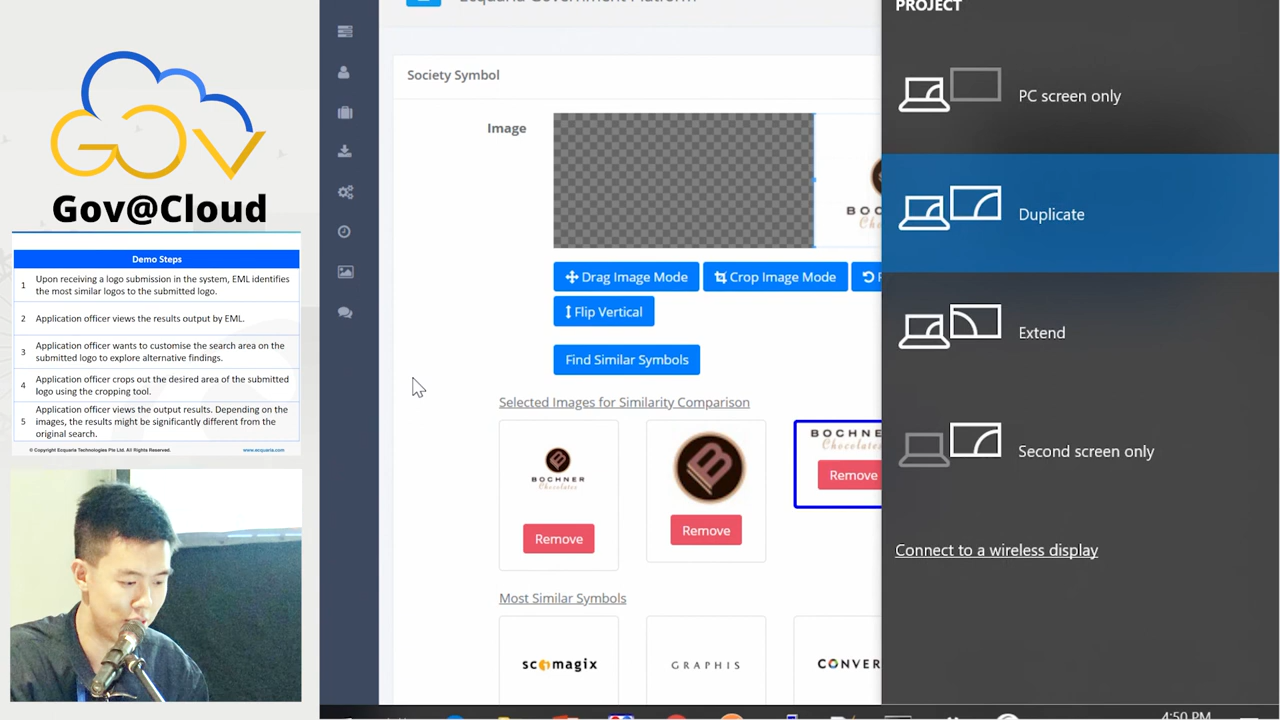 GOV
Gov@Cloud
Demo Steps
1 Upon receiving a logo submission in the system, EML identifies
the most similar logos to the submitted logo.
2 Application officer views the results output by EML.
3 Application officer wants to customise the search area on the
submitted logo to explore alternative findings.
4 Application officer crops out the desired area of the submitted
logo using the cropping tool.
5 Application officer views the output results. Depending on the
images, the results might be significantly different from the
original search.
© Copyright Ecquaria Technologies Pte Ltd. All Rights Reserved. www.ecquaria.com
Ecquaria Government Platform
Society Symbol
Image
BO
Drag Image Mode
Crop Image Mode
Flip Vertical
Find Similar Symbols
Selected Images for Similarity Comparison
BOCHNER
Chocolates
Remove
B
Remove
BOCHNE
Chocolates
Remove
Most Similar Symbols
scomagix
GRAPHIS
CONVER
PROJECT
PC screen only
Duplicate
Extend
Second screen only
Connect to a wireless display
4:50 PM